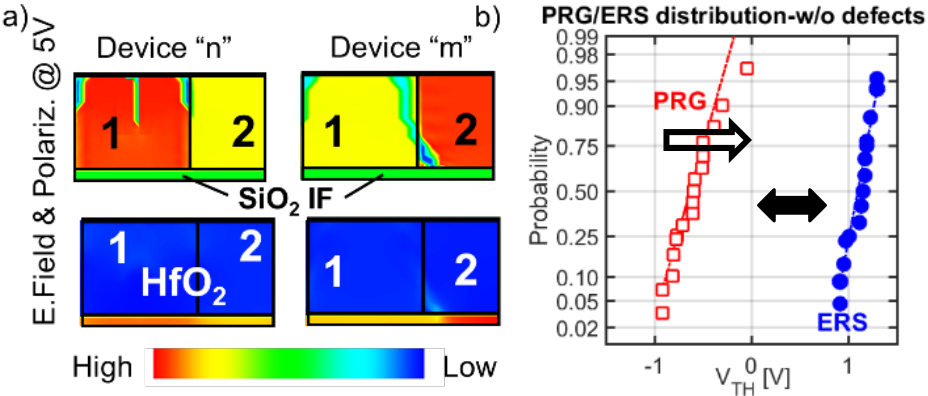 a)
E.Field & Polariz. @ 5V
Device “n”
Device “m”
1
2
1
2
SiO2 IF
1
2
HfO2
1
2
High
Low
b)
PRG/ERS distribution-w/o defects
Probability
0.99
0.98
0.95
0.90
0.75
0.50
0.25
0.10
0.05
0.02
PRG
ERS
-1
0
1
VTH [V]